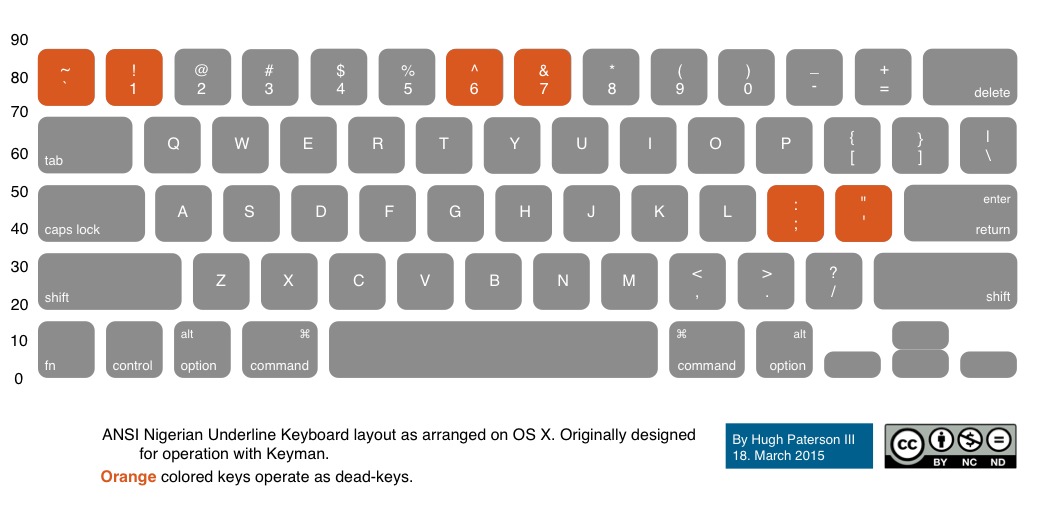 90
~ ! @ # $ % ^ & * ( ) _ +
80
` 1 2 3 4 5 6 7 8 9 0 - =
delete
70
Q W E R T Y U I O P { } |
60
tab [ ] \
50
: " enter
A S D F G H J K L
40
caps lock ; ' return
30
Z X C V B N M < > ?
shift , . / shift
20
10
alt ⌘ ⌘ alt
fn control option command command option
0
ANSI Nigerian Underline Keyboard layout as arranged on OS X. Originally designed
for operation with Keyman.
Orange colored keys operate as dead-keys.
By Hugh Paterson III
18. March 2015
cc
BY NC ND